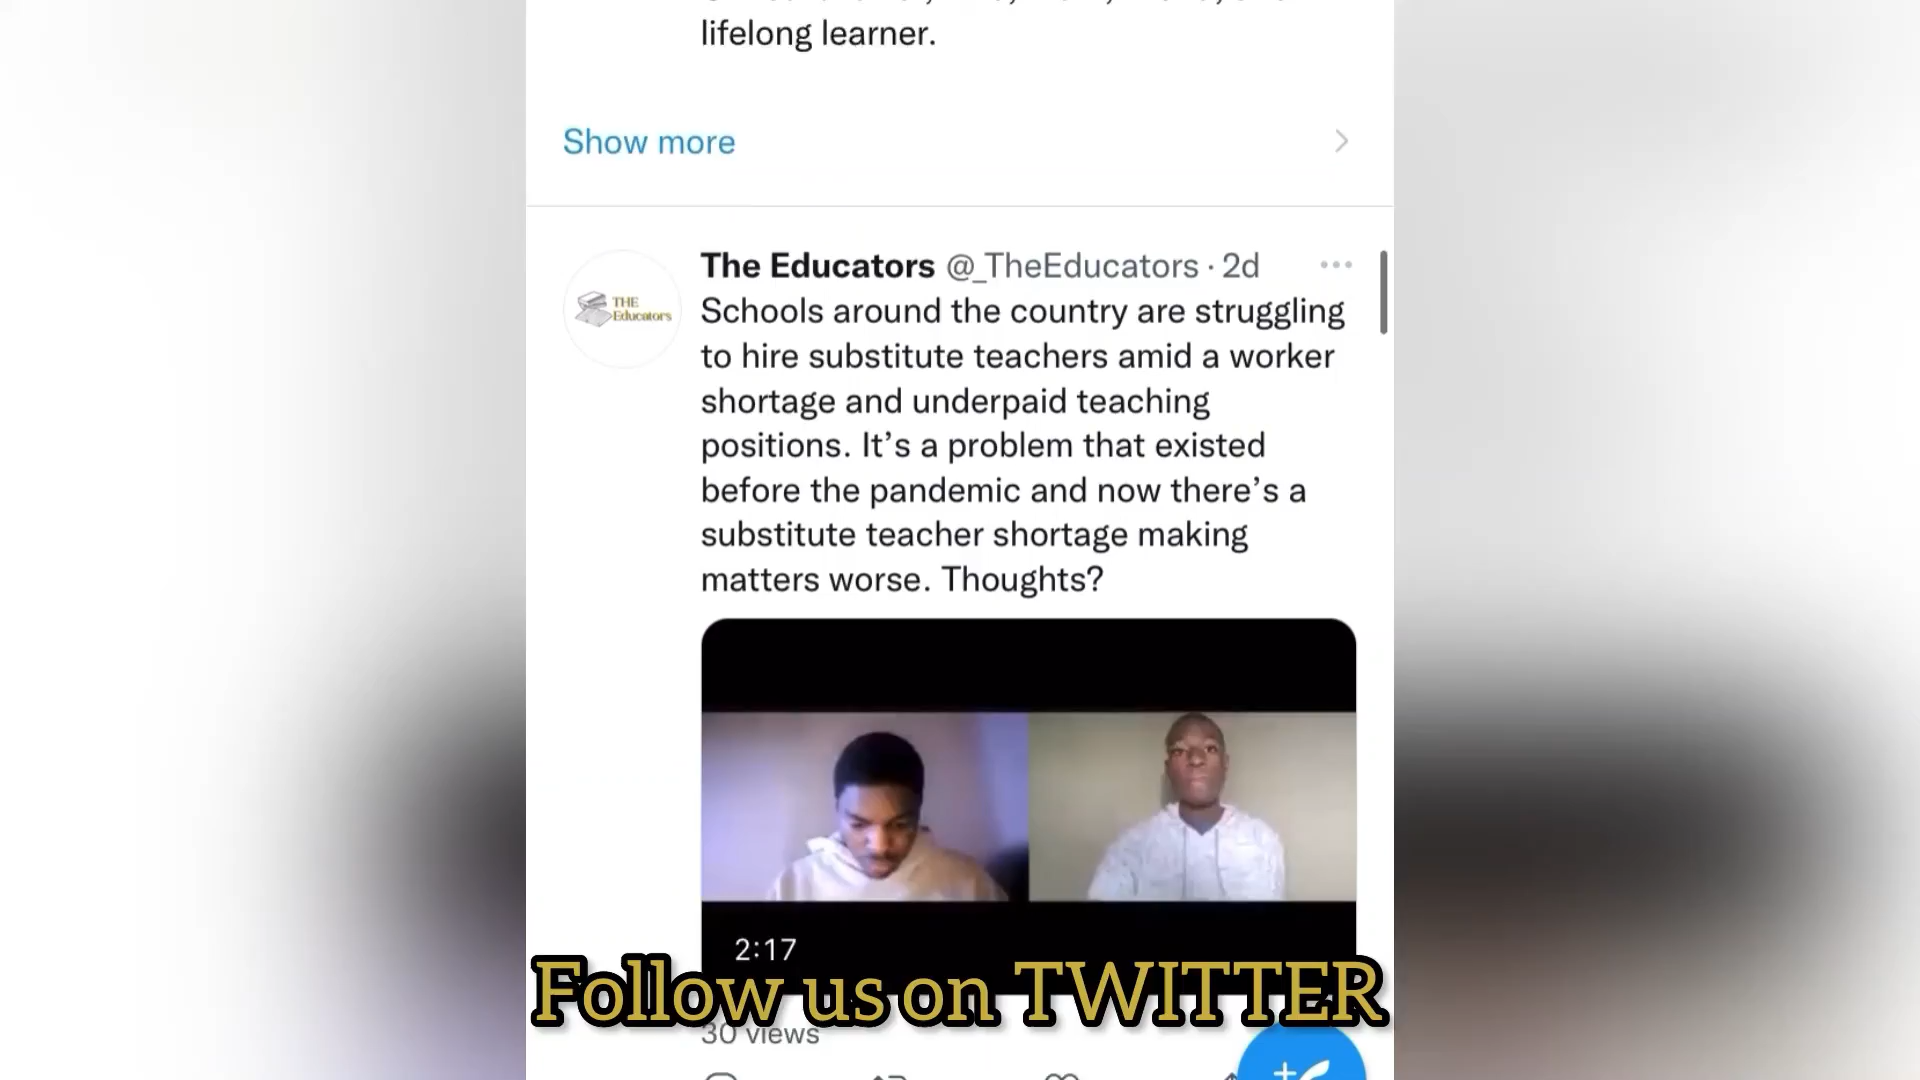 lifelong learner.
Show more
The Educators @_TheEducators · 2d
THE
Educators
Schools around the country are struggling
to hire substitute teachers amid a worker
shortage and underpaid teaching
positions. It’s a problem that existed
before the pandemic and now there’s a
substitute teacher shortage making
matters worse. Thoughts?
2:17
Follow us on TWITTER
30 views